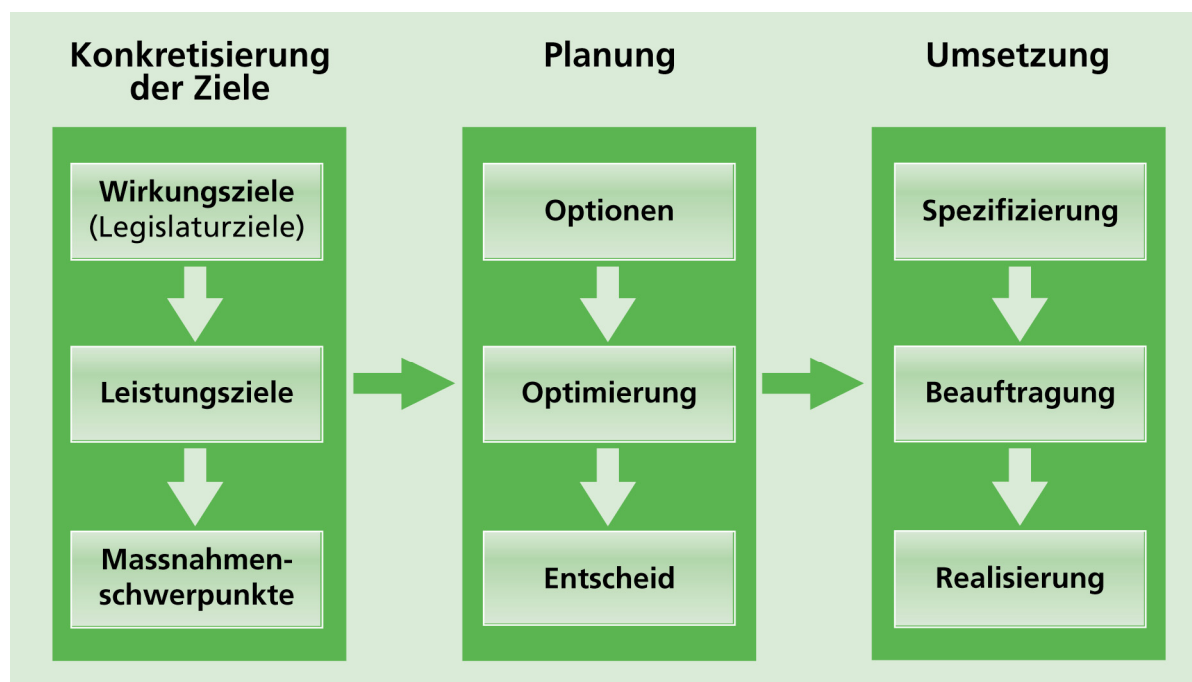 Konkretisierung
der Ziele
Wirkungsziele
(Legislaturziele)
Leistungsziele
Massnahmen-
schwerpunkte
Planung
Optionen
Optimierung
Entscheid
Umsetzung
Spezifizierung
Beauftragung
Realisierung